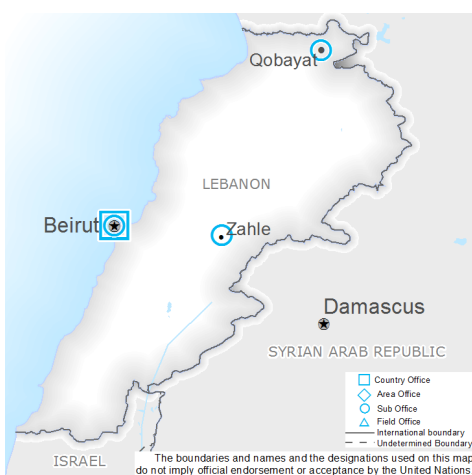 Qobayat
LEBANON
Beirut
Zahle
Damascus
SYRIAN ARAB REPUBLIC
Country Office
Area Office
Sub Office
Field Office
Internal boundary
Undetermined Boundary
ISRAEL
The boundaries and names and the designations used on this map
do not imply official endorsement or acceptance by the United Nation